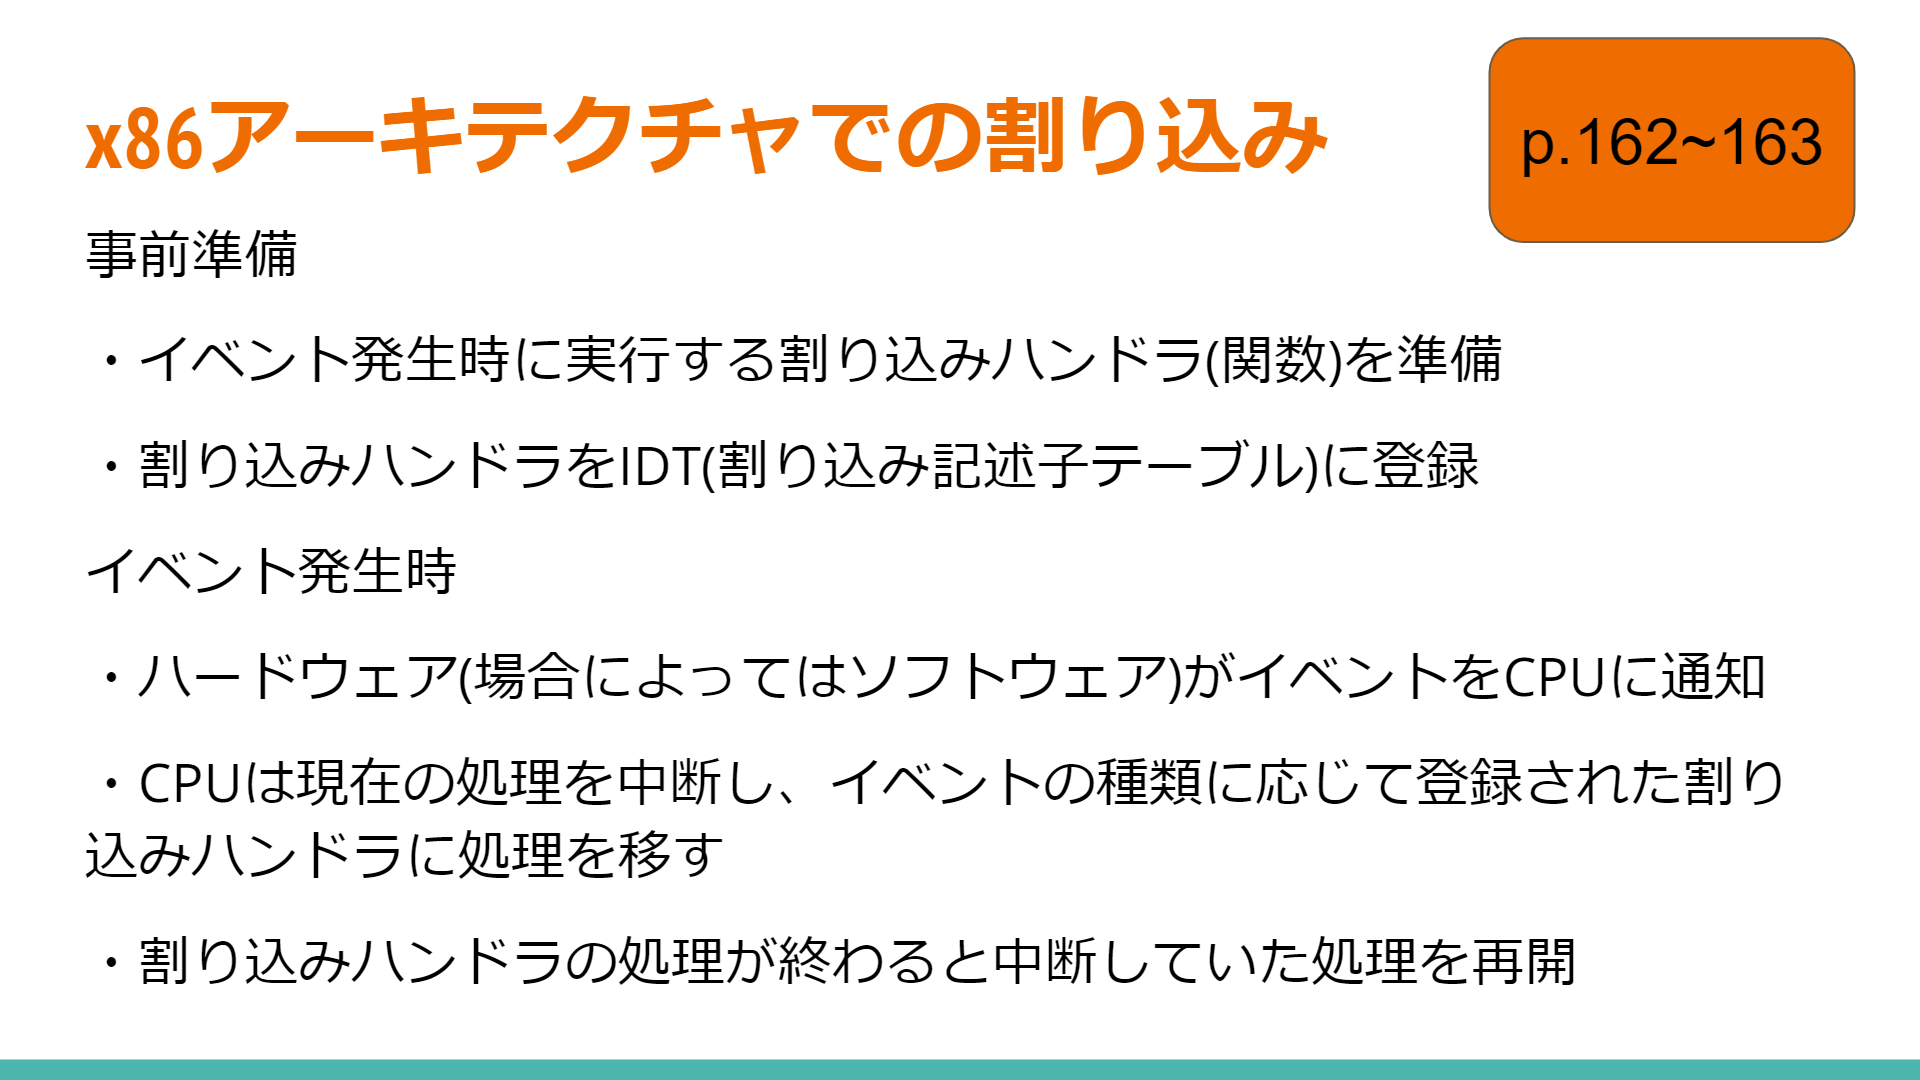 x86アーキテクチャでの割り込み
p.162~163
事前準備
・イベント発生時に実行する割り込みハンドラ(関数)を準備
・割り込みハンドラをIDT(割り込み記述子テーブル)に登録
イベント発生時
・ハードウェア(場合によってはソフトウェア)がイベントをCPUに通知
・CPUは現在の処理を中断し、イベントの種類に応じて登録された割り
込みハンドラに処理を移す
・割り込みハンドラの処理が終わると中断していた処理を再開